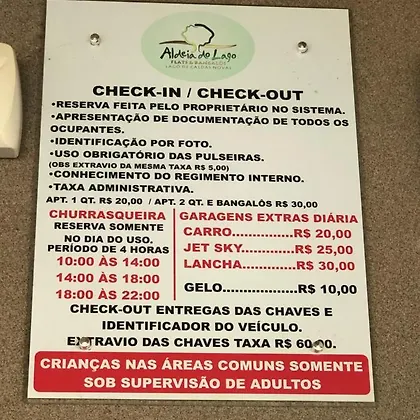 Aldeia do Lago
FLATS & BANGALÔS
LAGO DE CALDAS NOVAS
CHECK-IN / CHECK-OUT
•RESERVA FEITA PELO PROPRIETÁRIO NO SISTEMA.
•APRESENTAÇÃO DE DOCUMENTAÇÃO DE TODOS OS
OCUPANTES.
•IDENTIFICAÇÃO POR FOTO.
•USO OBRIGATÓRIO DAS PULSEIRAS.
(OBS EXTRAVIO DA MESMA TAXA R$ 5,00)
•CONHECIMENTO DO REGIMENTO INTERNO.
•TAXA ADMINISTRATIVA.
APT. 1 QT. R$ 20,00 / APT. 2 QT. E BANGALÔS R$ 30,00
CHURRASQUEIRA
RESERVA SOMENTE
NO DIA DO USO.
PERÍODO DE 4 HORAS
10:00 ÀS 14:00
14:00 ÀS 18:00
18:00 ÀS 22:00
GARAGENS EXTRAS DIÁRIA
CARRO...............R$ 20,00
JET SKY.............R$ 25,00
LANCHA.............R$ 30,00
GELO..................R$ 10,00
CHECK-OUT ENTREGAS DAS CHAVES E
IDENTIFICADOR DO VEÍCULO.
EXTRAVIO DAS CHAVES TAXA R$ 60,00.
CRIANÇAS NAS ÁREAS COMUNS SOMENTE
SOB SUPERVISÃO DE ADULTOS